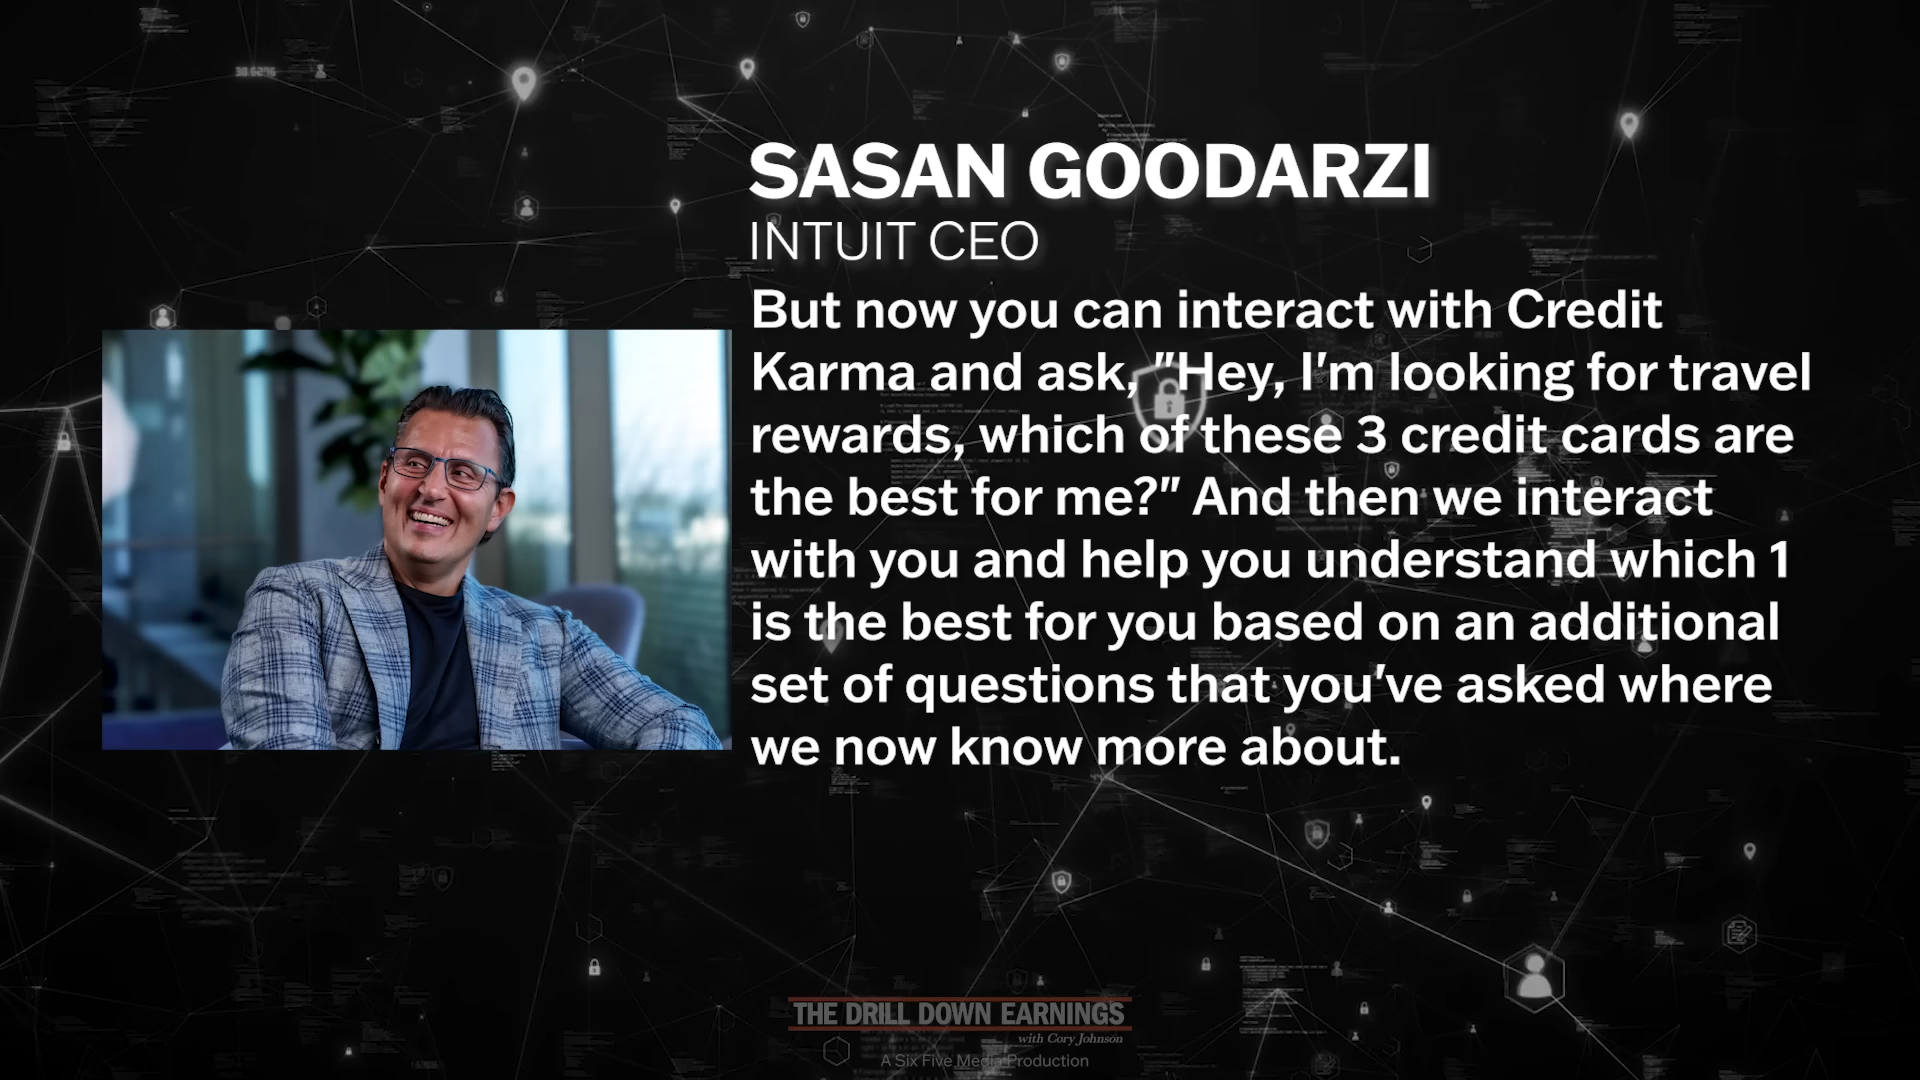 SASAN GOODARZI
INTUIT CEO
But now you can interact with Credit
Karma and ask, "Hey, I'm looking for travel
rewards, which of these 3 credit cards are
the best for me?" And then we interact
with you and help you understand which 1
is the best for you based on an additional
set of questions that you've asked where
we now know more about.
THE DRILL DOWN EARNINGS
with Cory Johnson
A Six Five Media Production